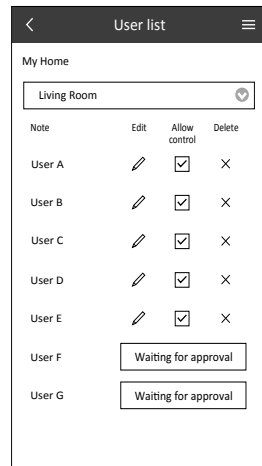 User list
My Home
Living Room
Note Edit Allow control Delete
User A
User B
User C
User D
User E
User F Waiting for approval
User G Waiting for approval